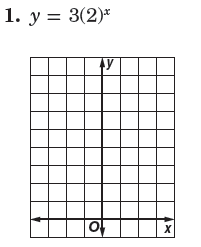 1. y = 3(2)ˣ
y
O
x